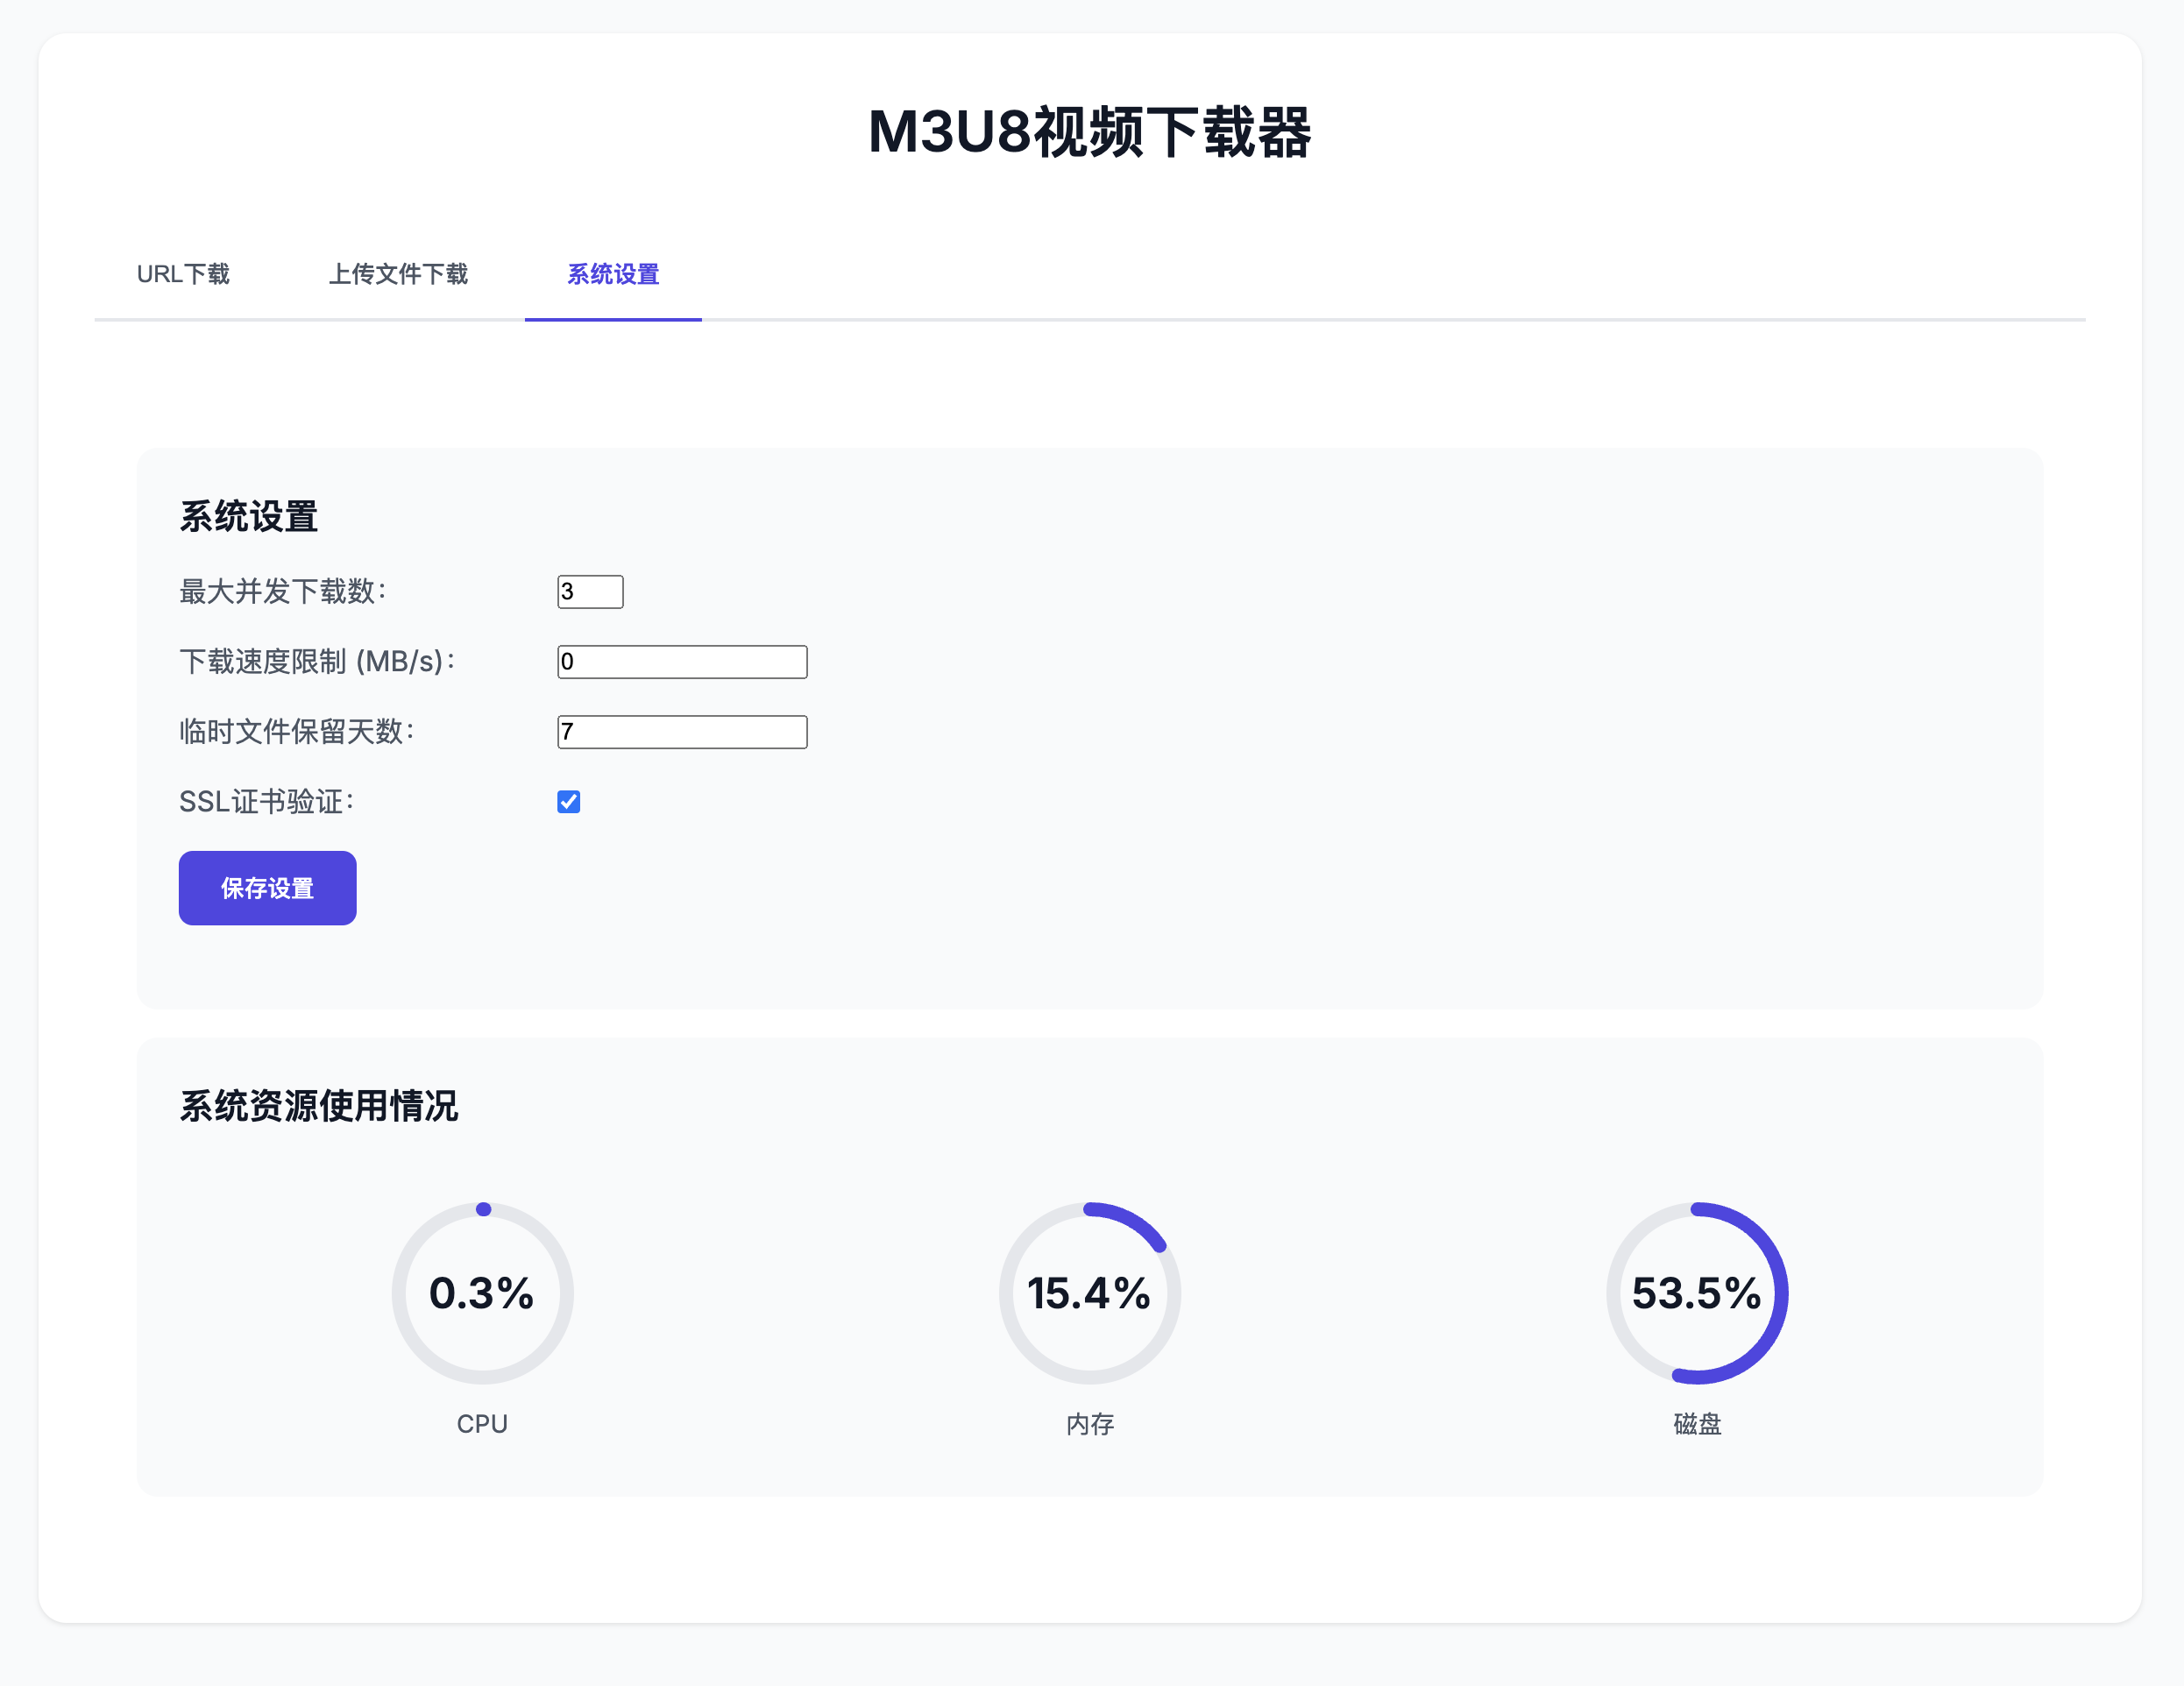 M3U8视频下载器
URL下载 上传文件下载 系统设置
系统设置
最大并发下载数： 3
下载速度限制 (MB/s)： 0
临时文件保留天数： 7
SSL证书验证：
保存设置
系统资源使用情况
0.3% 15.4% 53.5%
CPU 内存 磁盘